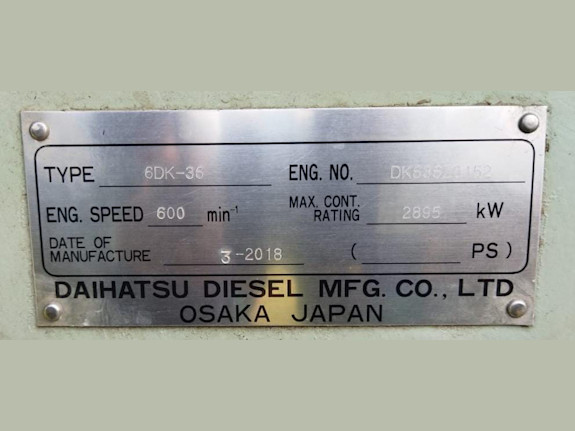 TYPE 6DK-36 ENG. NO.
ENG. SPEED 600 min⁻¹ MAX. CONT. RATING 2895 kW
DATE OF MANUFACTURE 3-2018 ( PS )
DAIHATSU DIESEL MFG. CO., LTD
OSAKA JAPAN